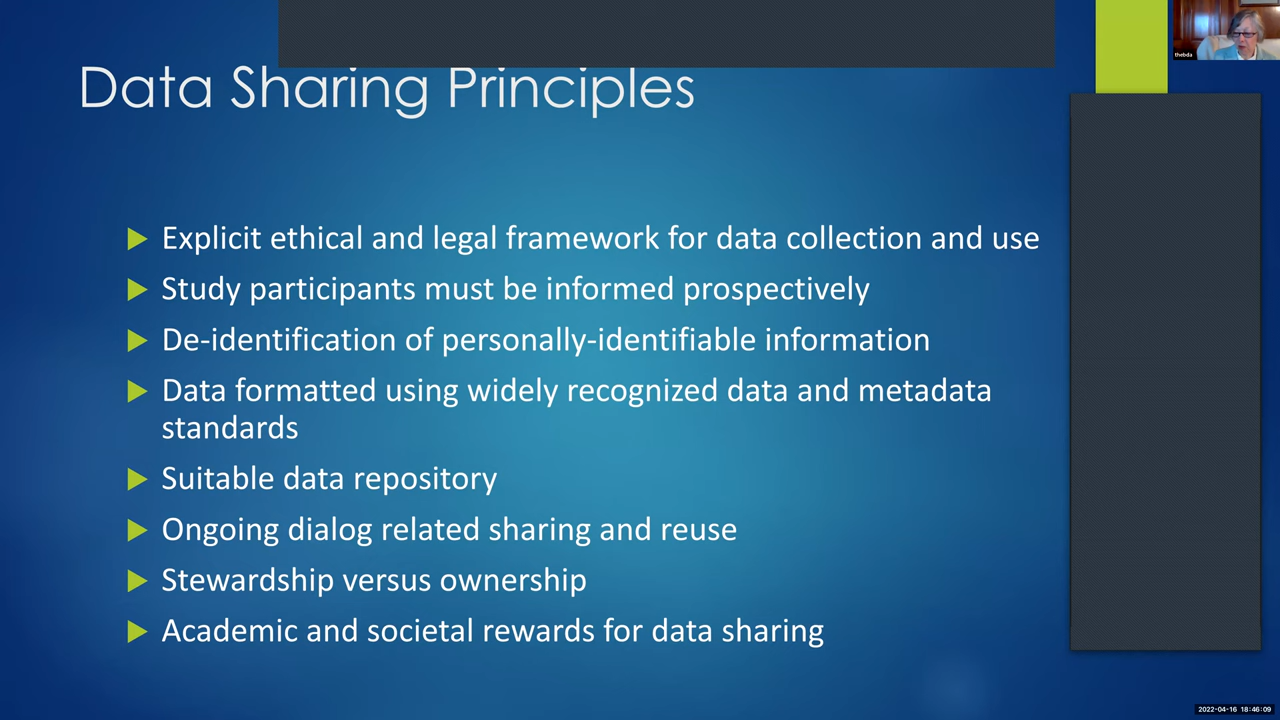 thebda
Data Sharing Principles
Explicit ethical and legal framework for data collection and use
Study participants must be informed prospectively
De-identification of personally-identifiable information
Data formatted using widely recognized data and metadata
standards
Suitable data repository
Ongoing dialog related sharing and reuse
Stewardship versus ownership
Academic and societal rewards for data sharing
2022-04-16 18:46:09